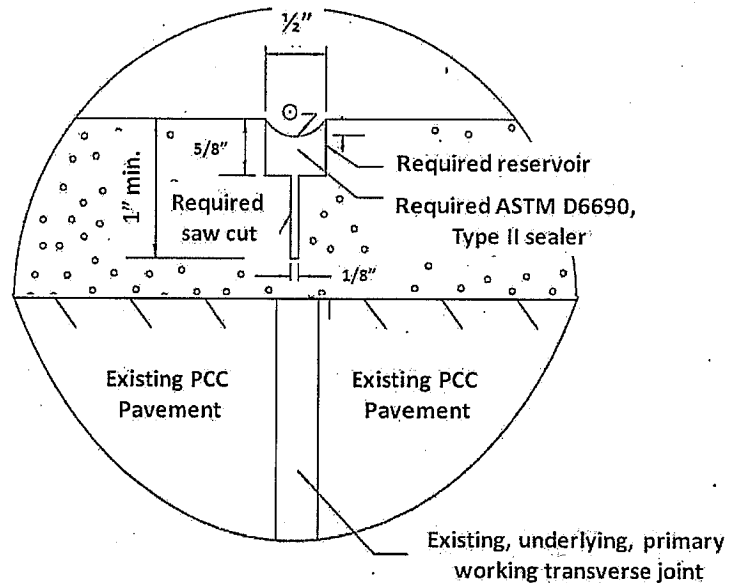 ½"
5/8"
1" min.
Required
saw cut
Required reservoir
Required ASTM D6690,
Type II sealer
1/8"
Existing PCC
Pavement
Existing PCC
Pavement
Existing, underlying, primary
working transverse joint